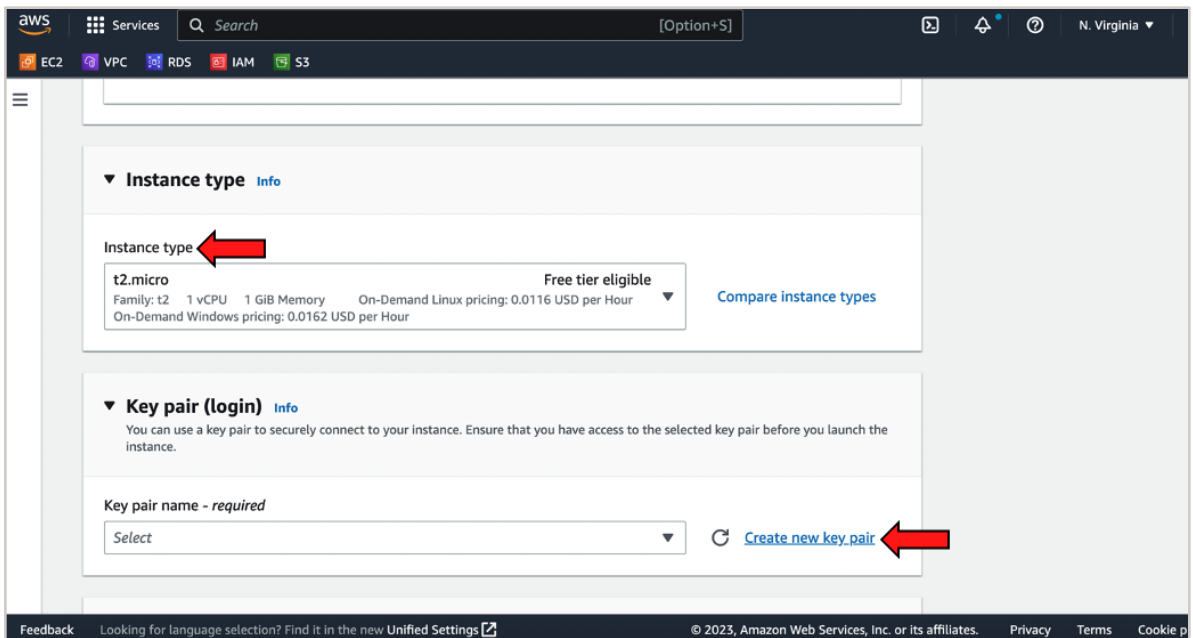 aws
Services
Search
[Option+S]
N. Virginia
EC2
VPC
RDS
IAM
S3
Instance type Info
Instance type
t2.micro
Free tier eligible
Family: t2 1 vCPU 1 GiB Memory On-Demand Linux pricing: 0.0116 USD per Hour
On-Demand Windows pricing: 0.0162 USD per Hour
Compare instance types
Key pair (login) Info
You can use a key pair to securely connect to your instance. Ensure that you have access to the selected key pair before you launch the
instance.
Key pair name - required
Select
Create new key pair
Feedback
Looking for language selection? Find it in the new Unified Settings
© 2023, Amazon Web Services, Inc. or its affiliates.
Privacy
Terms
Cookie p